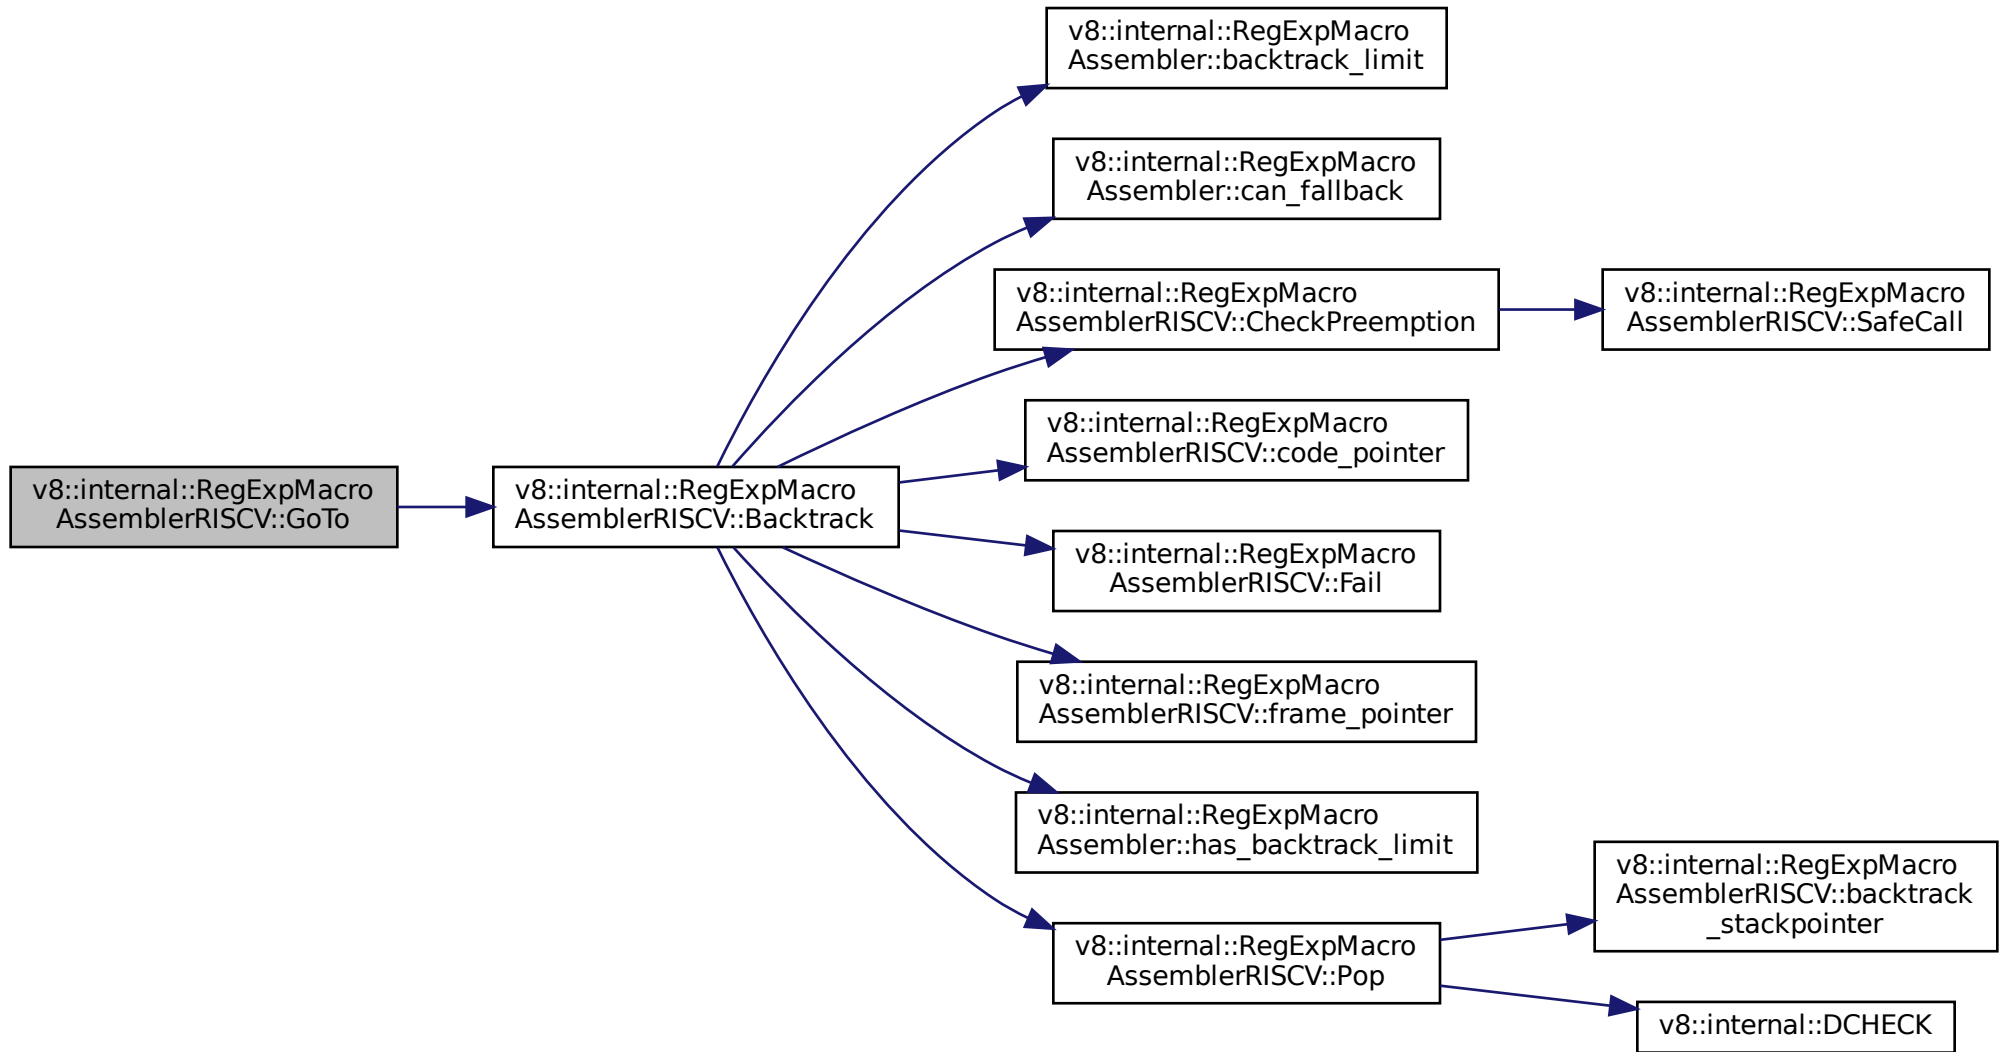 v8::internal::RegExpMacro
AssemblerRISCV::GoTo
v8::internal::RegExpMacro
AssemblerRISCV::Backtrack
v8::internal::RegExpMacro
Assembler::backtrack_limit
v8::internal::RegExpMacro
Assembler::can_fallback
v8::internal::RegExpMacro
AssemblerRISCV::CheckPreemption
v8::internal::RegExpMacro
AssemblerRISCV::SafeCall
v8::internal::RegExpMacro
AssemblerRISCV::code_pointer
v8::internal::RegExpMacro
AssemblerRISCV::Fail
v8::internal::RegExpMacro
AssemblerRISCV::frame_pointer
v8::internal::RegExpMacro
Assembler::has_backtrack_limit
v8::internal::RegExpMacro
AssemblerRISCV::Pop
v8::internal::RegExpMacro
AssemblerRISCV::backtrack
_stackpointer
v8::internal::DCHECK